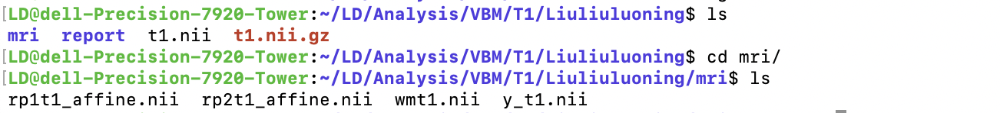 [LD@dell-Precision-7920-Tower:~/LD/Analysis/VBM/T1/Liuliuluoning$ ls
mri  report  t1.nii  t1.nii.gz
[LD@dell-Precision-7920-Tower:~/LD/Analysis/VBM/T1/Liuliuluoning$ cd mri/
[LD@dell-Precision-7920-Tower:~/LD/Analysis/VBM/T1/Liuliuluoning/mri$ ls
rp1t1_affine.nii  rp2t1_affine.nii  wmt1.nii  y_t1.nii